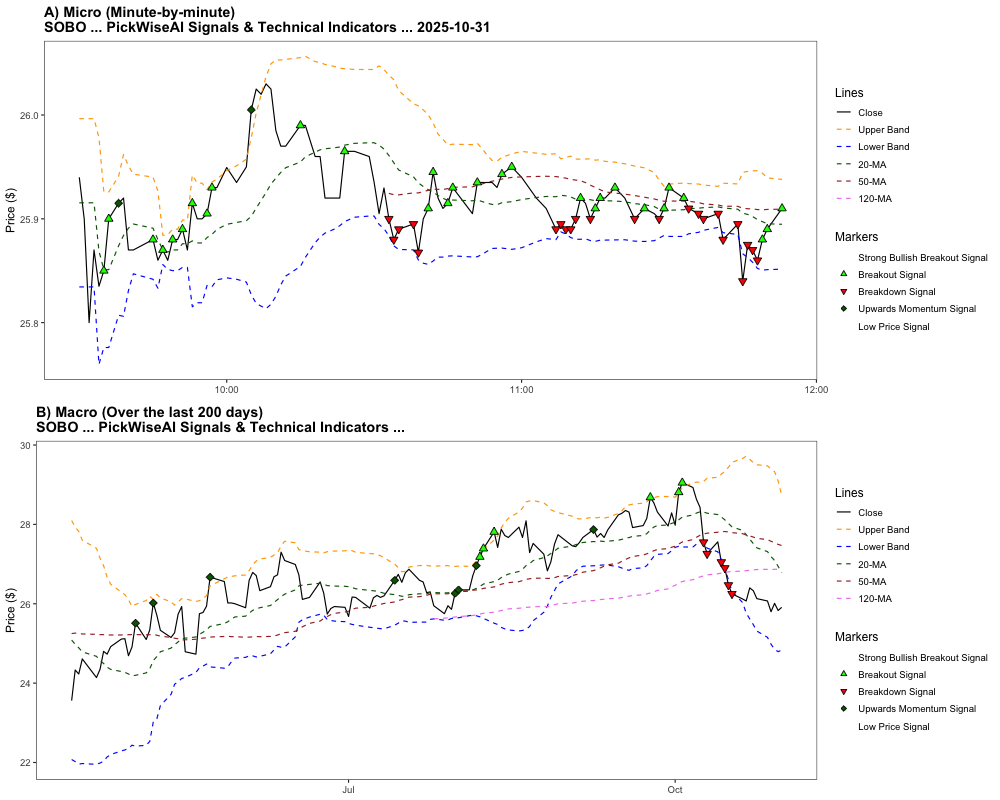 A) Micro (Minute-by-minute)
SOBO ... PickWiseAI Signals & Technical Indicators ... 2025-10-31
Price ($)
26.0
25.9
25.8
10:00
11:00
12:00
Lines
Close
Upper Band
Lower Band
20-MA
50-MA
120-MA
Markers
Strong Bullish Breakout Signal
Breakout Signal
Breakdown Signal
Upwards Momentum Signal
Low Price Signal
B) Macro (Over the last 200 days)
SOBO ... PickWiseAI Signals & Technical Indicators ...
Price ($)
30
28
26
24
22
Jul
Oct
Lines
Close
Upper Band
Lower Band
20-MA
50-MA
120-MA
Markers
Strong Bullish Breakout Signal
Breakout Signal
Breakdown Signal
Upwards Momentum Signal
Low Price Signal